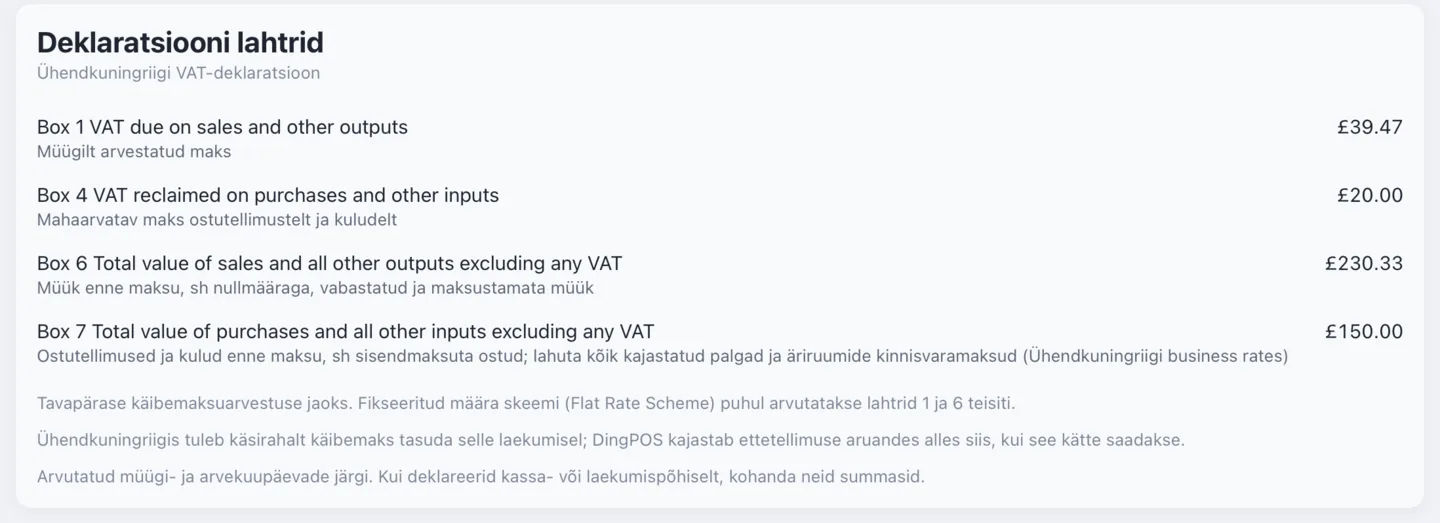 Deklaratsiooni lahtrid
Ühendkuningriigi VAT-deklaratsioon
Box 1 VAT due on sales and other outputs £39.47
Müügilt arvestatud maks
Box 4 VAT reclaimed on purchases and other inputs £20.00
Mahaarvatav maks ostutellimustelt ja kuludelt
Box 6 Total value of sales and all other outputs excluding any VAT £230.33
Müük enne maksu, sh nullmääraga, vabastatud ja maksustamata müük
Box 7 Total value of purchases and all other inputs excluding any VAT £150.00
Ostutellimused ja kulud enne maksu, sh sisendmaksuta ostud; lahuta kõik kajastatud palgad ja äriruumide kinnisvaramaksud (Ühendkuningriigi business rates)
Tavapärase käibemaksuarvestuse jaoks. Fikseeritud määra skeemi (Flat Rate Scheme) puhul arvutatakse lahtrid 1 ja 6 teisiti.
Ühendkuningriigis tuleb käsirahalt käibemaks tasuda selle laekumisel; DingPOS kajastab ettetellimuse aruandes alles siis, kui see kätte saadakse.
Arvutatud müügi- ja arvekuupäevade järgi. Kui deklareerid kassa- või laekumispõhiselt, kohanda neid summasid.